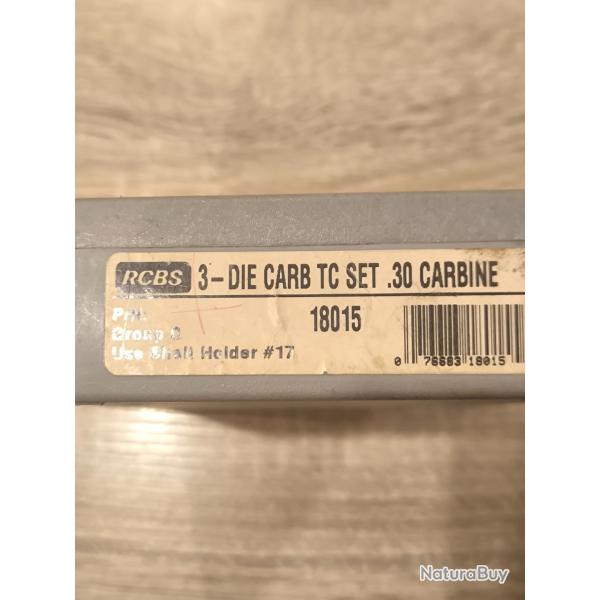 RCBS 3-DIE CARB TC SET .30 CARBINE
18015
Group
Use Shell Holder #17
0 76683 18015
NaturaBuy